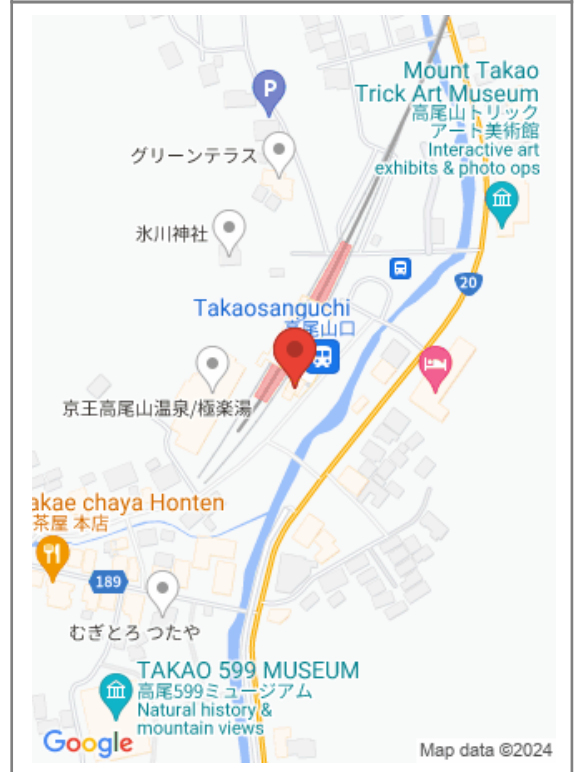 Mount Takao
Trick Art Museum
高尾山トリック
アート美術館
Interactive art
exhibits & photo ops
P
グリーンテラス
氷川神社
20
Takaosanguchi
高尾山口
京王高尾山温泉/極楽湯
akae chaya Honten
茶屋 本店
189
むぎとろ つたや
TAKAO 599 MUSEUM
高尾599ミュージアム
Natural history &
mountain views
Google
Map data ©2024